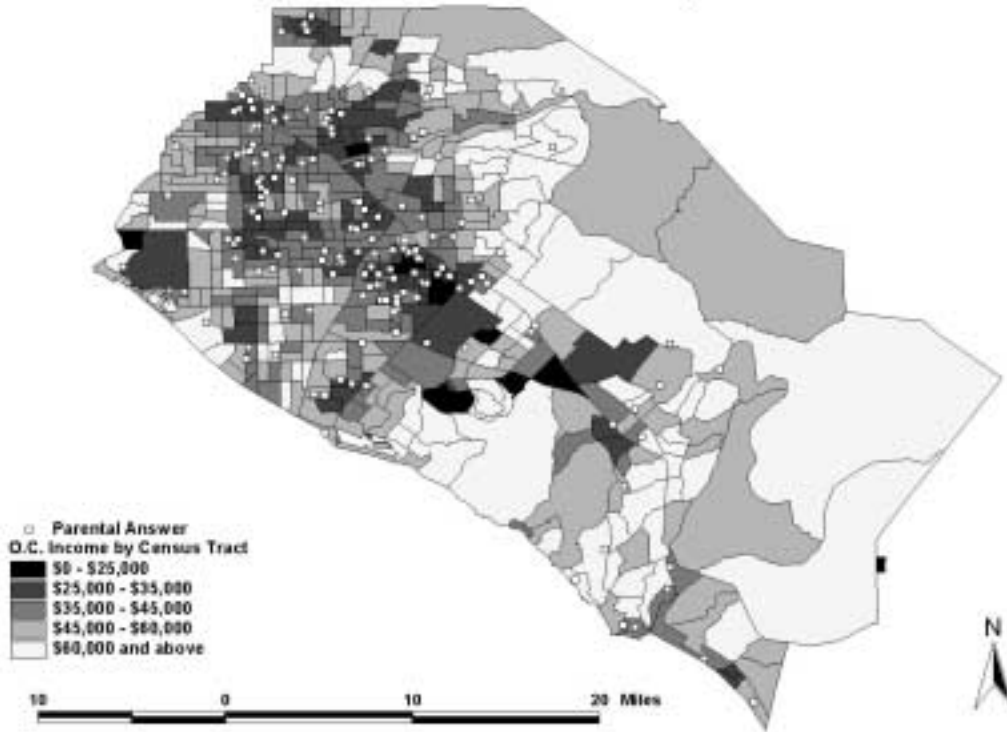 Parental Answer
O.C. Income by Census Tract
$0 - $25,000
$25,000 - $35,000
$35,000 - $45,000
$45,000 - $60,000
$60,000 and above
10 0 10 20 Miles
N